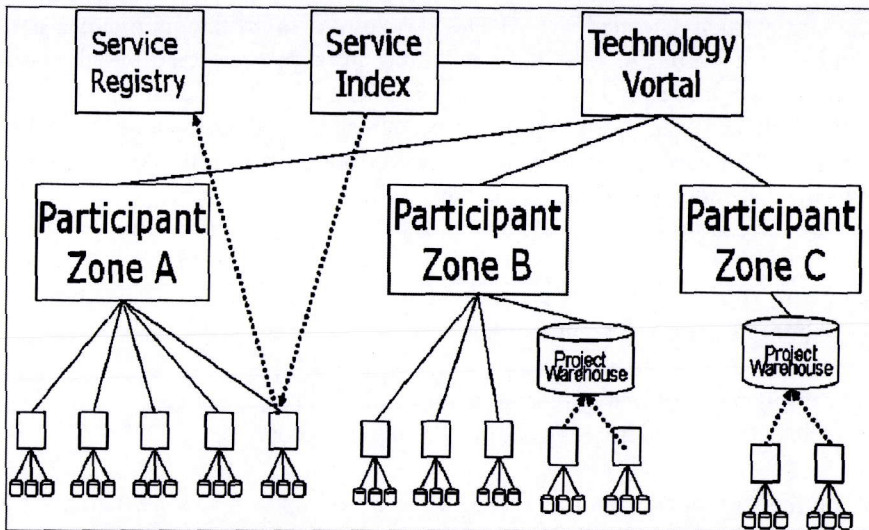 Service
Registry
Service
Index
Technology
Vortal
Participant
Zone A
Participant
Zone B
Participant
Zone C
Project
Warehouse
Project
Warehouse